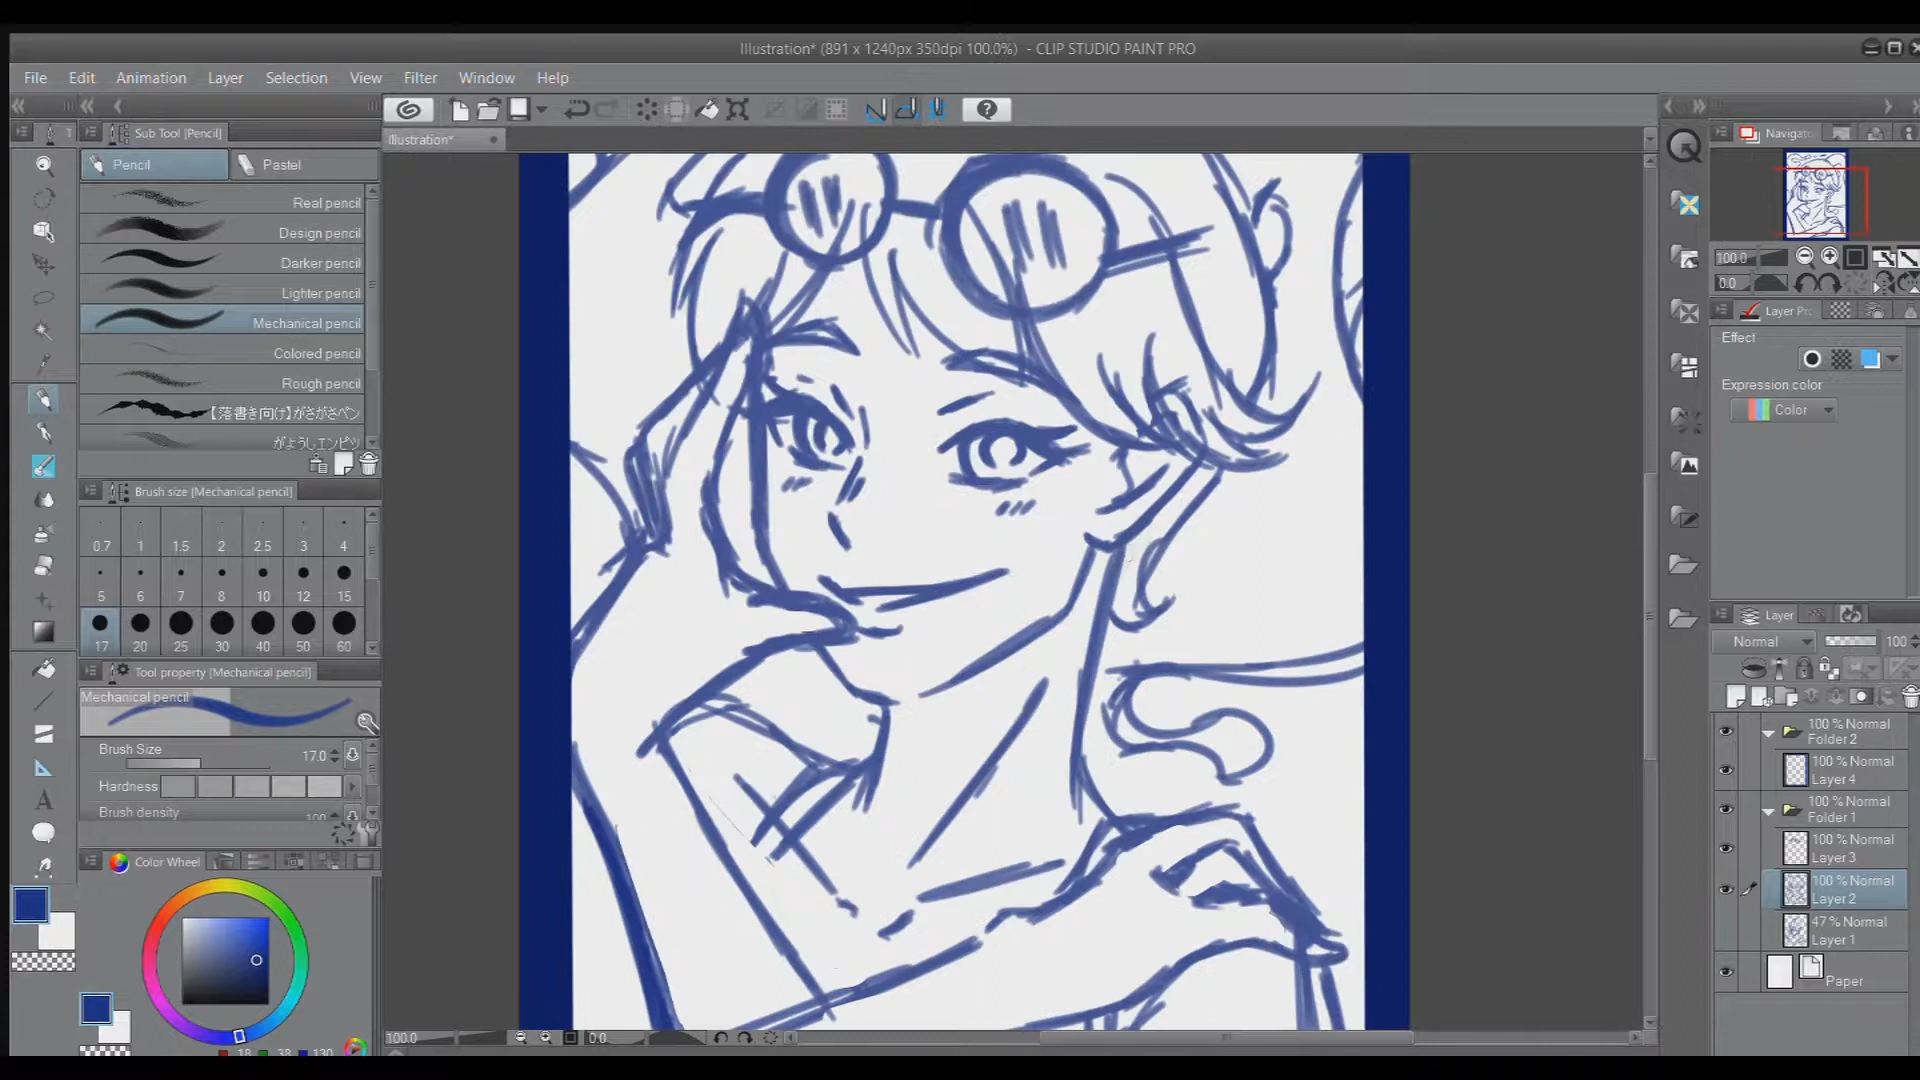 Illustration* (891 x 1240px 350dpi 100.0%) - CLIP STUDIO PAINT PRO
File Edit Animation Layer Selection View Filter Window Help
Sub Tool [Pencil]
Illustration*
Pencil Pastel
Real pencil
Design pencil
Darker pencil
Lighter pencil
Mechanical pencil
Colored pencil
Rough pencil
【落書き向け】がさがさペン
がようしエンピツ
Brush size [Mechanical pencil]
0.7 1 1.5 2 2.5 3 4
5 6 7 8 10 12 15
17 20 25 30 40 50 60
Tool property [Mechanical pencil]
Mechanical pencil
Brush Size 17.0
Hardness
Brush density 100
Color Wheel
18 38 130
100.0 0.0
Navigato
100.0
0.0
Layer Pr
Effect
Expression color
Color
Layer
Normal 100
100 % Normal
Folder 2
100 % Normal
Layer 4
100 % Normal
Folder 1
100 % Normal
Layer 3
100 % Normal
Layer 2
47 % Normal
Layer 1
Paper